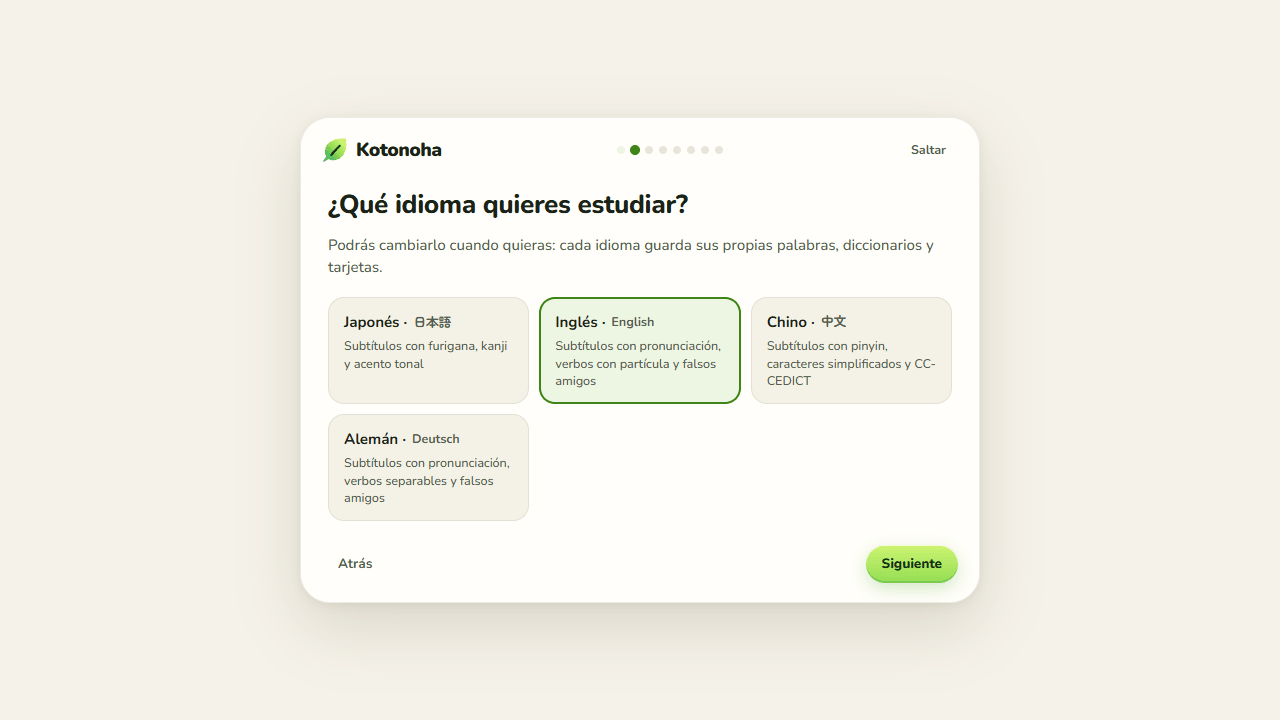 Kotonoha
Saltar
¿Qué idioma quieres estudiar?
Podrás cambiarlo cuando quieras: cada idioma guarda sus propias palabras, diccionarios y
tarjetas.
Japonés · 日本語
Subtítulos con furigana, kanji
y acento tonal
Inglés · English
Subtítulos con pronunciación,
verbos con partícula y falsos
amigos
Chino · 中文
Subtítulos con pinyin,
caracteres simplificados y CC-
CEDICT
Alemán · Deutsch
Subtítulos con pronunciación,
verbos separables y falsos
amigos
Atrás
Siguiente